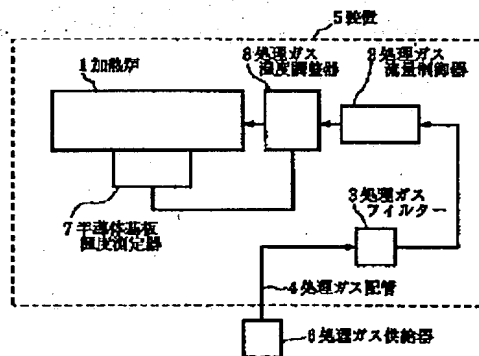 5装置
1加熱炉
8処理ガス
温度調整器
2処理ガス
流量制御器
7半導体基板
温度測定器
3処理ガス
フィルター
4処理ガス配管
6処理ガス供給器